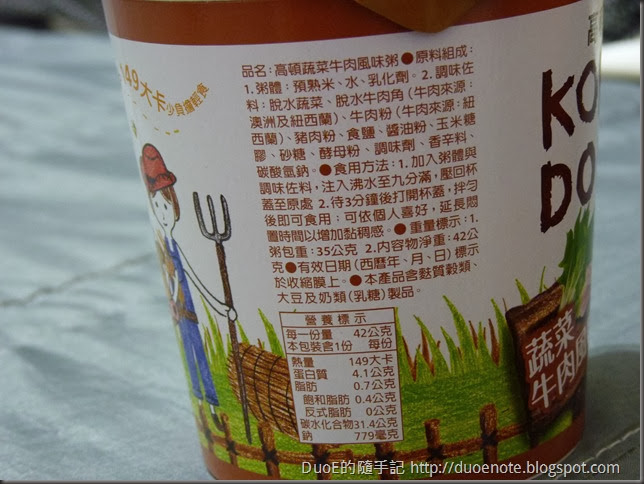 149大卡少負擔輕食
品名：高頓蔬菜牛肉風味粥●原料組成：
1.粥體：預熟米、水、乳化劑。2.調味佐
料：脫水蔬菜、脫水牛肉角(牛肉來源：
澳洲及紐西蘭)、牛肉粉(牛肉來源：紐
西蘭)、豬肉粉、食鹽、醬油粉、玉米糖
膠、砂糖、酵母粉、調味劑、香辛料、
碳酸氫鈉。●食用方法：1.加入粥體與
調味佐料，注入沸水至九分滿，壓回杯
蓋至原處 2.待3分鐘後打開杯蓋，拌勻
後即可食用：可依個人喜好，延長悶
置時間以增加黏稠感。●重量標示：1.
粥包重：35公克 2.內容物淨重：42公
克●有效日期(西曆年、月、日)標示
於收縮膜上。●本產品含麩質穀類、
大豆及奶類(乳糖)製品。
營養標示
每一份量 42公克
本包裝含1份 每份
熱量 149大卡
蛋白質 4.1公克
脂肪 0.7公克
飽和脂肪 0.4公克
反式脂肪 0公克
碳水化合物31.4公克
鈉 779毫克
KO
DO
蔬菜
牛肉風
DuoE的隨手記 http://duoenote.blogspot.com